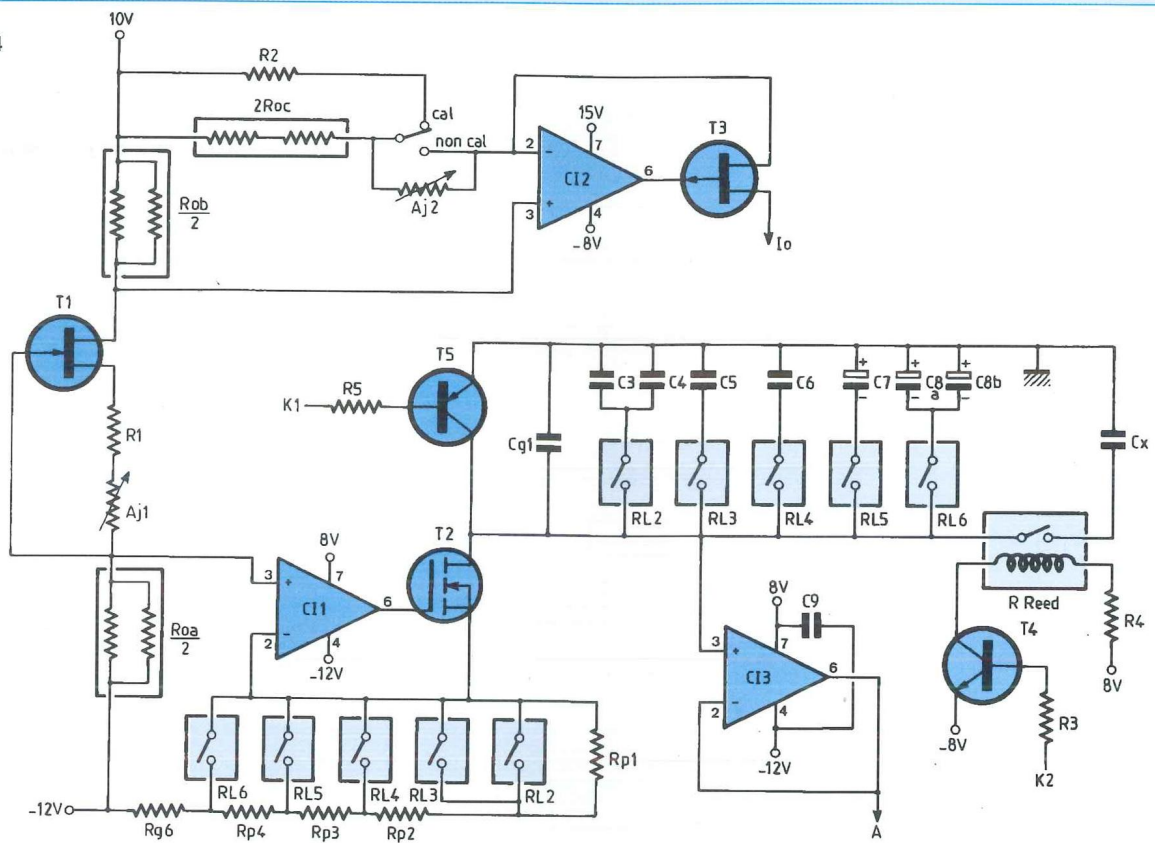 4
10V
R2
2Roc
cal
non cal
Aj2
15V
2
-
7
CI2
6
3
+
4
-8V
T3
Io
Rob
2
T1
R1
Aj1
Roa
2
-12V
K1
R5
T5
Cg1
C3
C4
C5
C6
+
C7
-
+
C8
a
-
+
C8b
-
Cx
RL2
RL3
RL4
RL5
RL6
R Reed
R4
8V
T4
-8V
R3
K2
8V
3
+
7
CI1
6
2
-
4
-12V
T2
8V
C9
3
+
7
CI3
6
2
-
4
-12V
A
RL6
RL5
RL4
RL3
RL2
Rp1
Rg6
Rp4
Rp3
Rp2